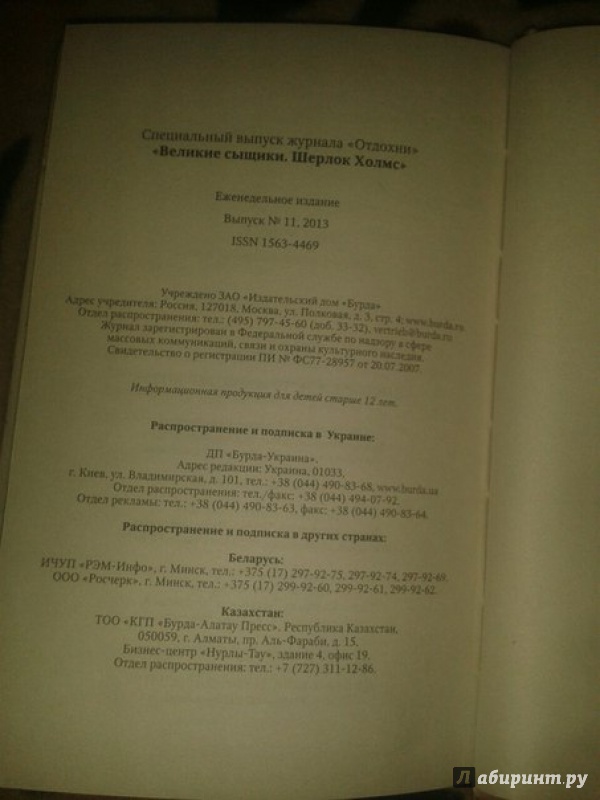 Специальный выпуск журнала «Отдохни»
«Великие сыщики. Шерлок Холмс»
Еженедельное издание
Выпуск № 11, 2013
ISSN 1563-4469
Учреждено ЗАО «Издательский дом «Бурда»
Адрес учредителя: Россия, 127018, Москва, ул. Полковая, д. 3, стр. 4; www.burda.ru.
Отдел распространения: тел.: (495) 797-45-60 (доб. 33-32), vertrieb@burda.ru
Журнал зарегистрирован в Федеральной службе по надзору в сфере
массовых коммуникаций, связи и охраны культурного наследия.
Свидетельство о регистрации ПИ № ФС77-28957 от 20.07.2007.
Информационная продукция для детей старше 12 лет.
Распространение и подписка в Украине:
ДП «Бурда-Украина».
Адрес редакции: Украина, 01033,
г. Киев, ул. Владимирская, д. 101, тел.: +38 (044) 490-83-68, www.burda.ua
Отдел распространения: тел./факс: +38 (044) 494-07-92.
Отдел рекламы: тел.: +38 (044) 490-83-63, факс: +38 (044) 490-83-64.
Распространение и подписка в других странах:
Беларусь:
ИЧУП «РЭМ-Инфо», г. Минск, тел.: +375 (17) 297-92-75, 297-92-74, 297-92-69.
ООО «Росчерк», г. Минск, тел.: +375 (17) 299-92-60, 299-92-61, 299-92-62.
Казахстан:
ТОО «КГП «Бурда-Алатау Пресс». Республика Казахстан,
050059, г. Алматы, пр. Аль-Фараби, д. 15.
Бизнес-центр «Нурлы-Тау», здание 4, офис 19.
Отдел распространения: тел.: +7 (727) 311-12-86.
лабиринт.ру